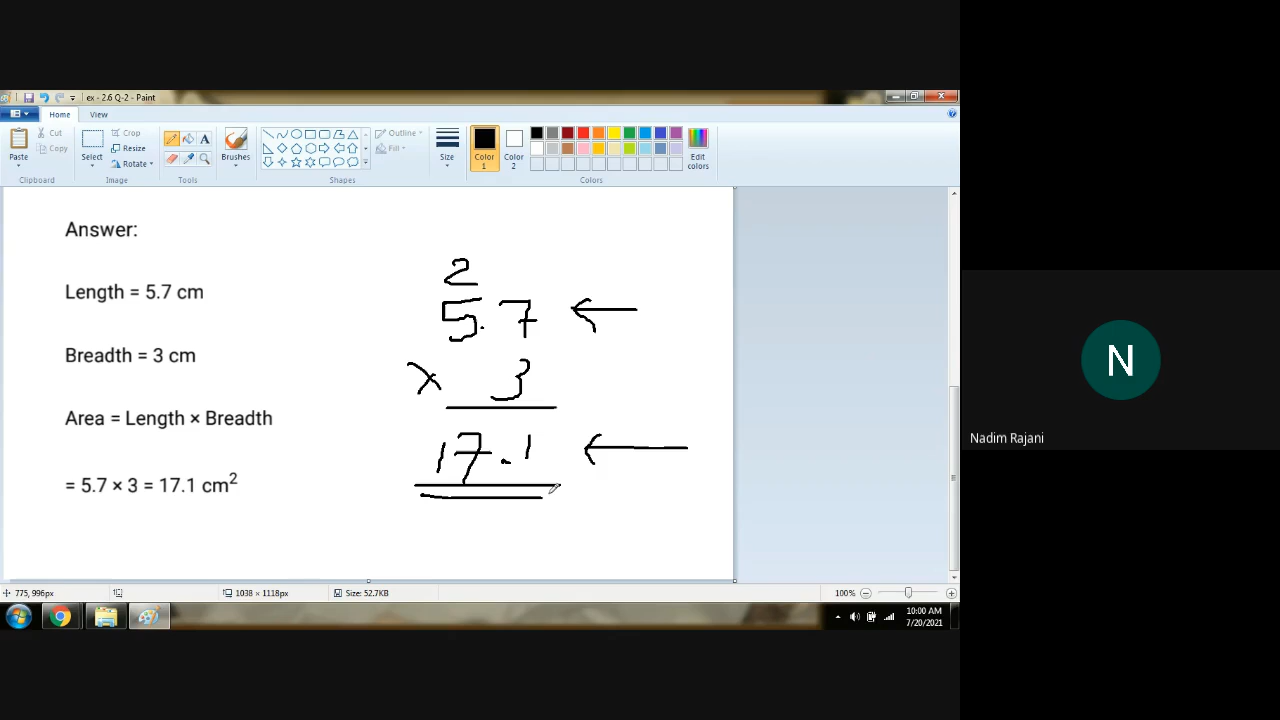 ex - 2.6 Q-2 - Paint
Home View
Paste
Cut
Copy
Select
Crop
Resize
Rotate
A
Brushes
Outline
Fill
Size
Color 1
Color 2
Edit colors
Clipboard Image Tools Shapes Colors
Answer:
Length = 5.7 cm
Breadth = 3 cm
Area = Length × Breadth
= 5.7 × 3 = 17.1 cm²
2
5.7 ←
× 3
17.1 ←
775, 996px 1038 × 1118px Size: 52.7KB 100%
10:00 AM
7/20/2021
N
Nadim Rajani